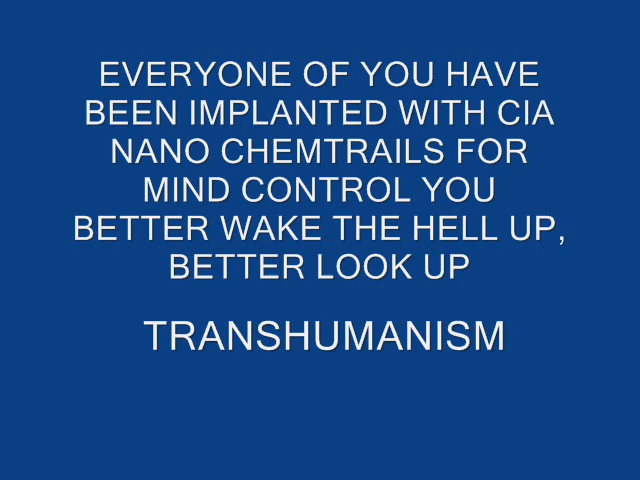 EVERYONE OF YOU HAVE
BEEN IMPLANTED WITH CIA
NANO CHEMTRAILS FOR
MIND CONTROL YOU
BETTER WAKE THE HELL UP,
BETTER LOOK UP
TRANSHUMANISM